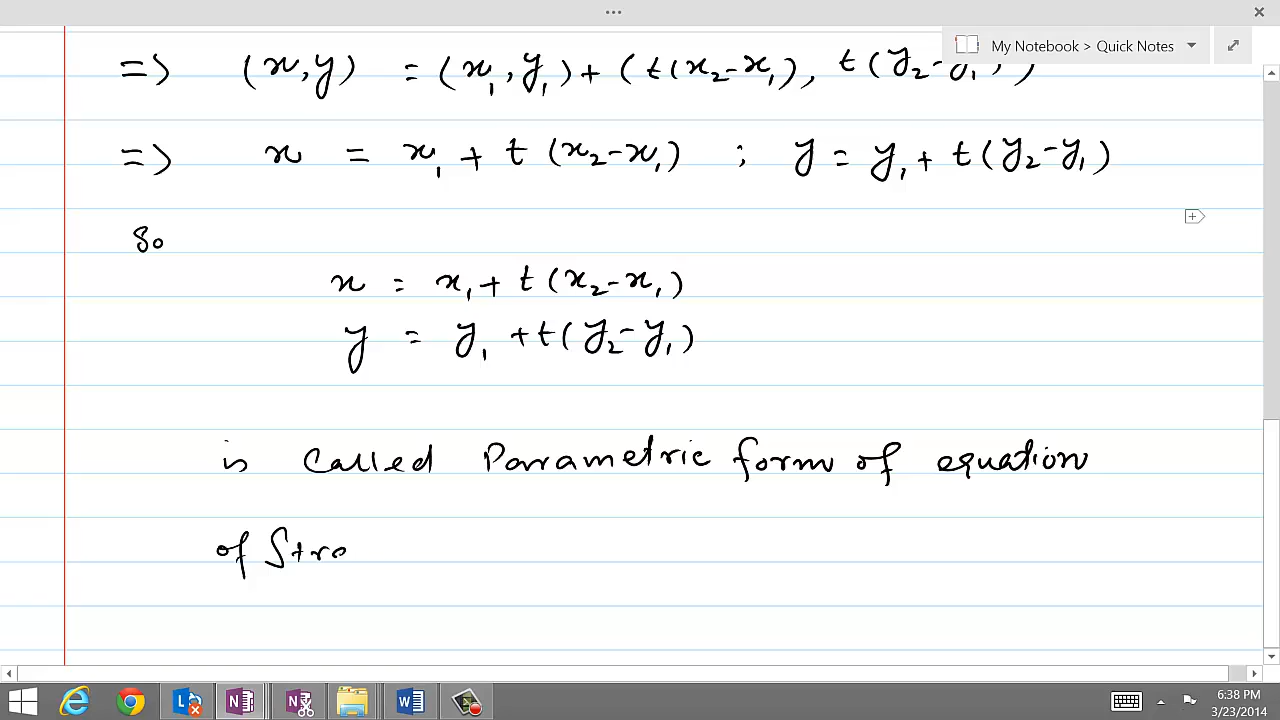 ...
My Notebook > Quick Notes
=> (x,y) = (x₁,y₁) + (t(x₂-x₁), t(y₂-y₁, )
=> x = x₁ + t (x₂-x₁) ; y = y₁ + t(y₂-y₁)
So
x = x₁ + t (x₂-x₁)
y = y₁ + t( y₂-y₁)
is Called Parametric form of equation
of Stra
6:38 PM
3/23/2014